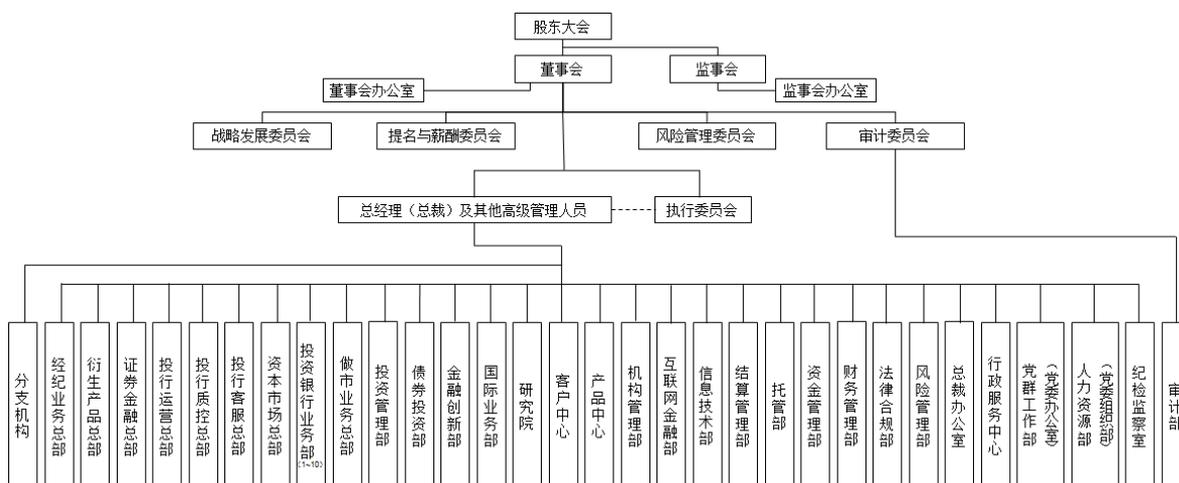 股东大会
董事会
监事会
董事会办公室
监事会办公室
战略发展委员会
提名与薪酬委员会
风险管理委员会
审计委员会
总经理（总裁）及其他高级管理人员
执行委员会
分支机构
经纪业务总部
衍生产品总部
证券金融总部
投行运营总部
投行质控总部
投行客服总部
资本市场总部
投资银行业务部
(1~10)
做市业务总部
投资管理部
债券投资部
金融创新部
国际业务部
研究院
客户中心
产品中心
机构管理部
互联网金融部
信息技术部
结算管理部
托管部
资金管理部
财务管理部
法律合规部
风险管理部
总裁办公室
行政服务中心
党群工作部
（党委办公室）
人力资源部
（党委组织部）
纪检监察室
审计部